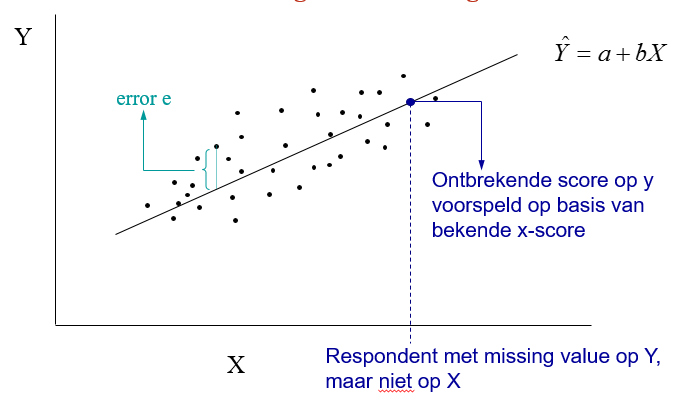 Y
Ŷ = a + bX
error e
Ontbrekende score op y
voorspeld op basis van
bekende x-score
X
Respondent met missing value op Y,
maar niet op X